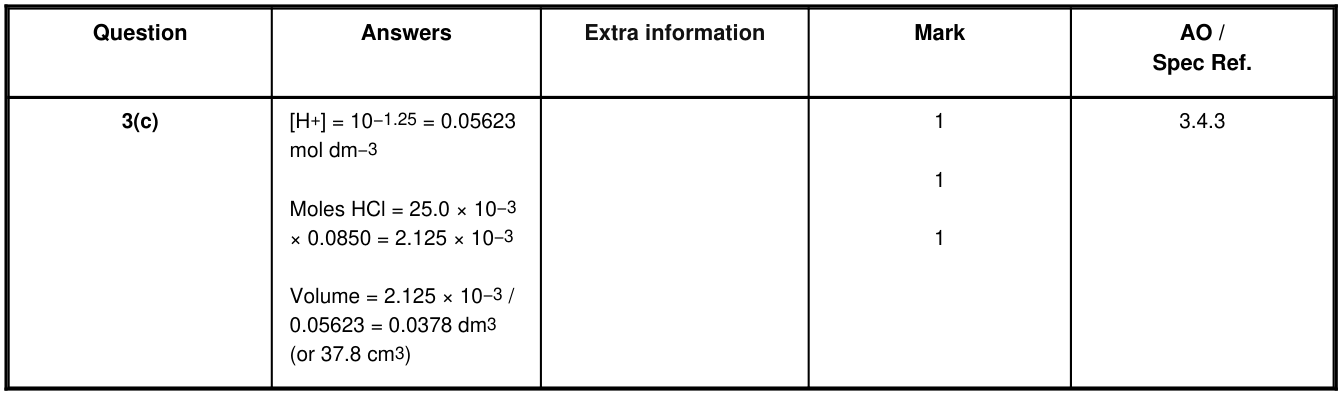 Question
Answers
Extra information
Mark
AO /
Spec Ref.
3(c)
[H+] = 10−1.25 = 0.05623
mol dm−3
Moles HCl = 25.0 × 10−3
× 0.0850 = 2.125 × 10−3
Volume = 2.125 × 10−3 /
0.05623 = 0.0378 dm3
(or 37.8 cm3)
1
1
1
3.4.3